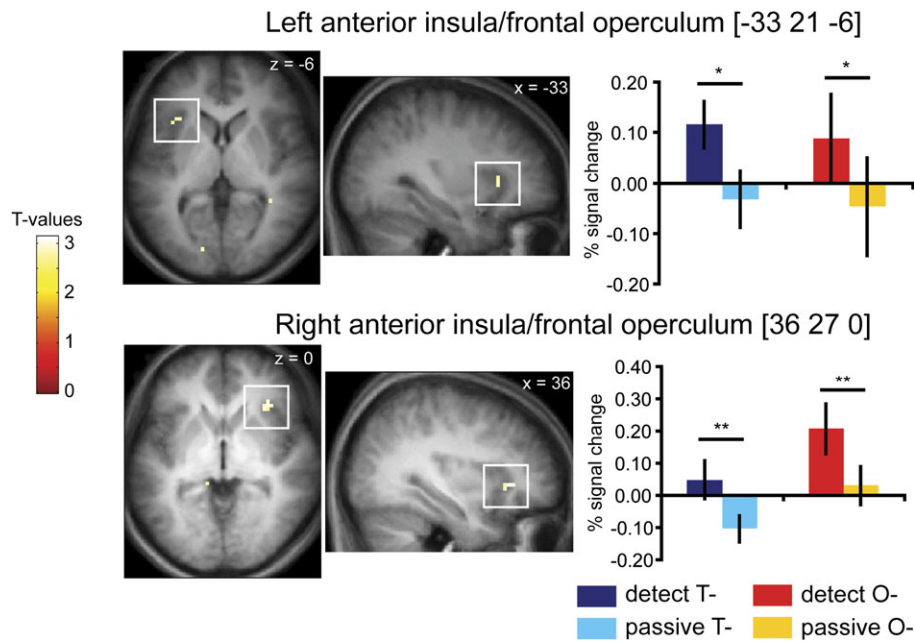 Left anterior insula/frontal operculum [-33 21 -6]
z = -6
x = -33
T-values
3
2
1
0
% signal change
0.20
0.10
0.00
-0.10
-0.20
*
*
Right anterior insula/frontal operculum [36 27 0]
z = 0
x = 36
% signal change
0.40
0.30
0.20
0.10
0.00
-0.10
-0.20
**
**
detect T-
detect O-
passive T-
passive O-